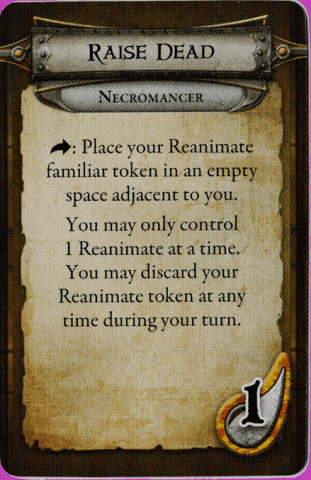 Raise Dead
Necromancer
: Place your Reanimate
familiar token in an empty
space adjacent to you.
You may only control
1 Reanimate at a time.
You may discard your
Reanimate token at any
time during your turn.
1